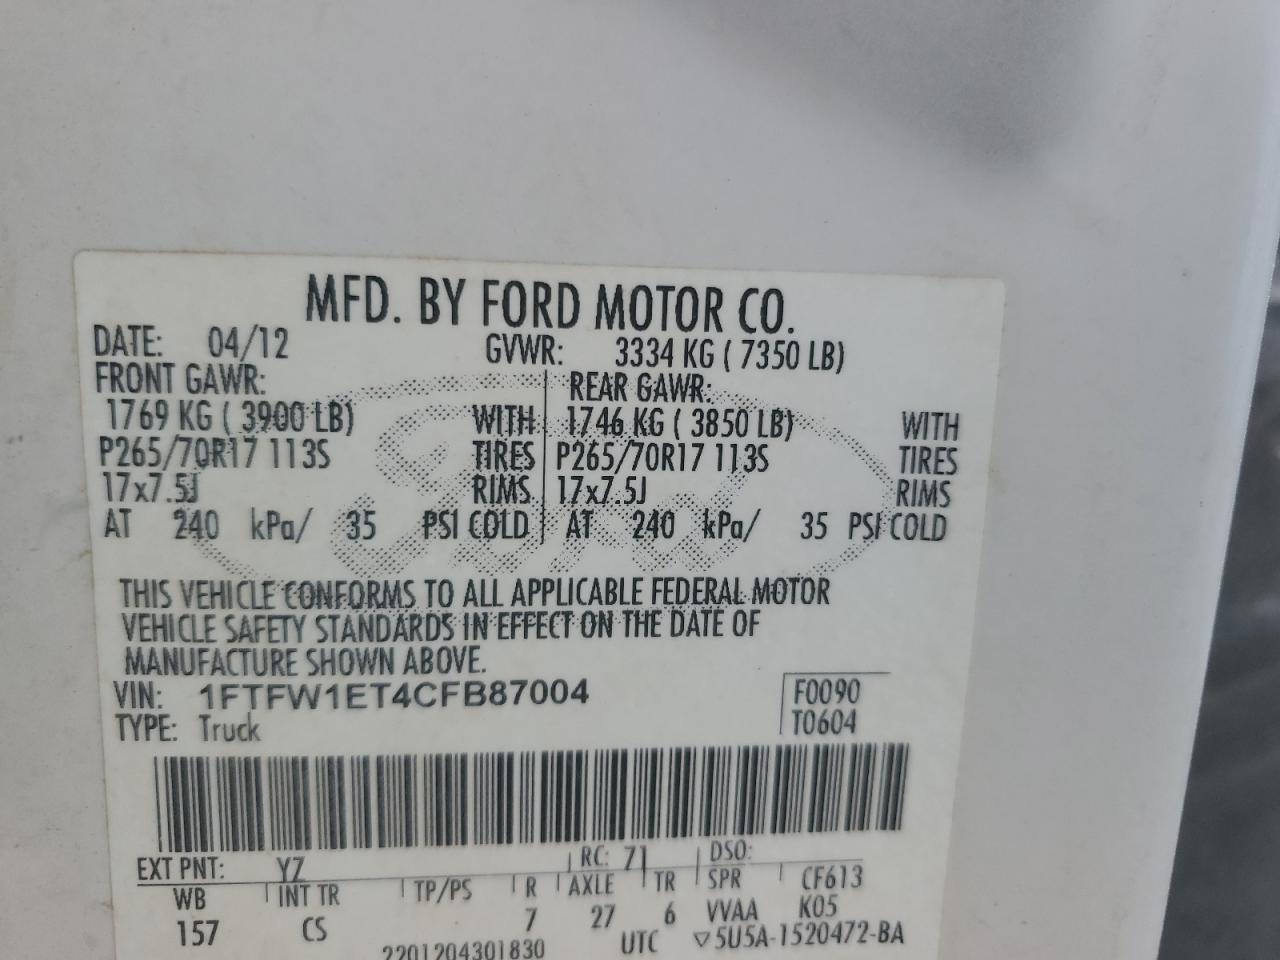 MFD. BY FORD MOTOR CO.
DATE: 04/12 GVWR: 3334 KG ( 7350 LB)
FRONT GAWR: REAR GAWR:
1769 KG ( 3900 LB) WITH 1746 KG ( 3850 LB) WITH
P265/70R17 113S TIRES P265/70R17 113S TIRES
17x7.5J RIMS 17x7.5J RIMS
AT 240 kPa/ 35 PSI COLD AT 240 kPa/ 35 PSI COLD
THIS VEHICLE CONFORMS TO ALL APPLICABLE FEDERAL MOTOR
VEHICLE SAFETY STANDARDS IN EFFECT ON THE DATE OF
MANUFACTURE SHOWN ABOVE.
VIN: 1FTFW1ET4CFB87004 F0090
TYPE: Truck T0604
EXT PNT: YZ RC: 71 DSO:
WB INT TR TP/PS R AXLE TR SPR CF613
157 CS 7 27 6 VVAA K05
2201204301830 UTC ▽5U5A-1520472-BA
Ford